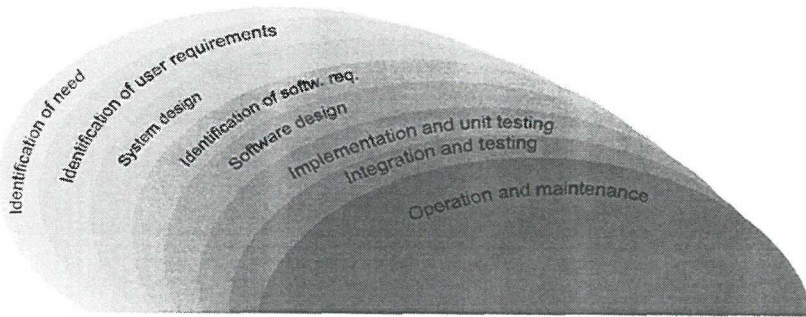 Identification of need
Identification of user requirements
System design
Identification of softw. req.
Software design
Implementation and unit testing
Integration and testing
Operation and maintenance